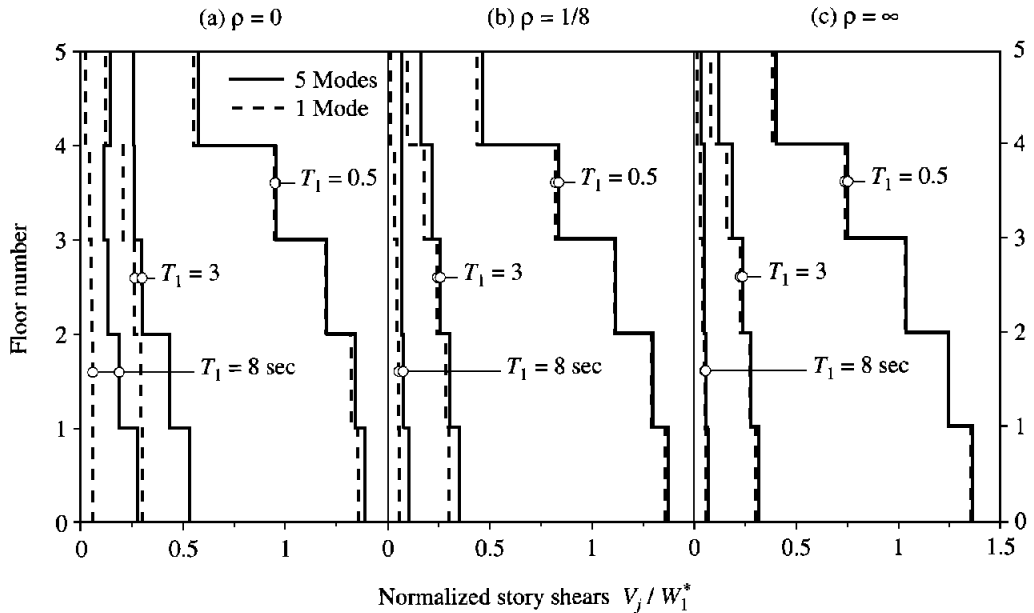 (a) ρ = 0 (b) ρ = 1/8 (c) ρ = ∞
5 5
5 Modes
1 Mode
4 4
T₁ = 0.5 T₁ = 0.5 T₁ = 0.5
3 3
T₁ = 3 T₁ = 3 T₁ = 3
Floor number
2 2
T₁ = 8 sec T₁ = 8 sec T₁ = 8 sec
1 1
0 0
0 0.5 1 0 0.5 1 0 0.5 1 1.5
Normalized story shears V_j / W₁*